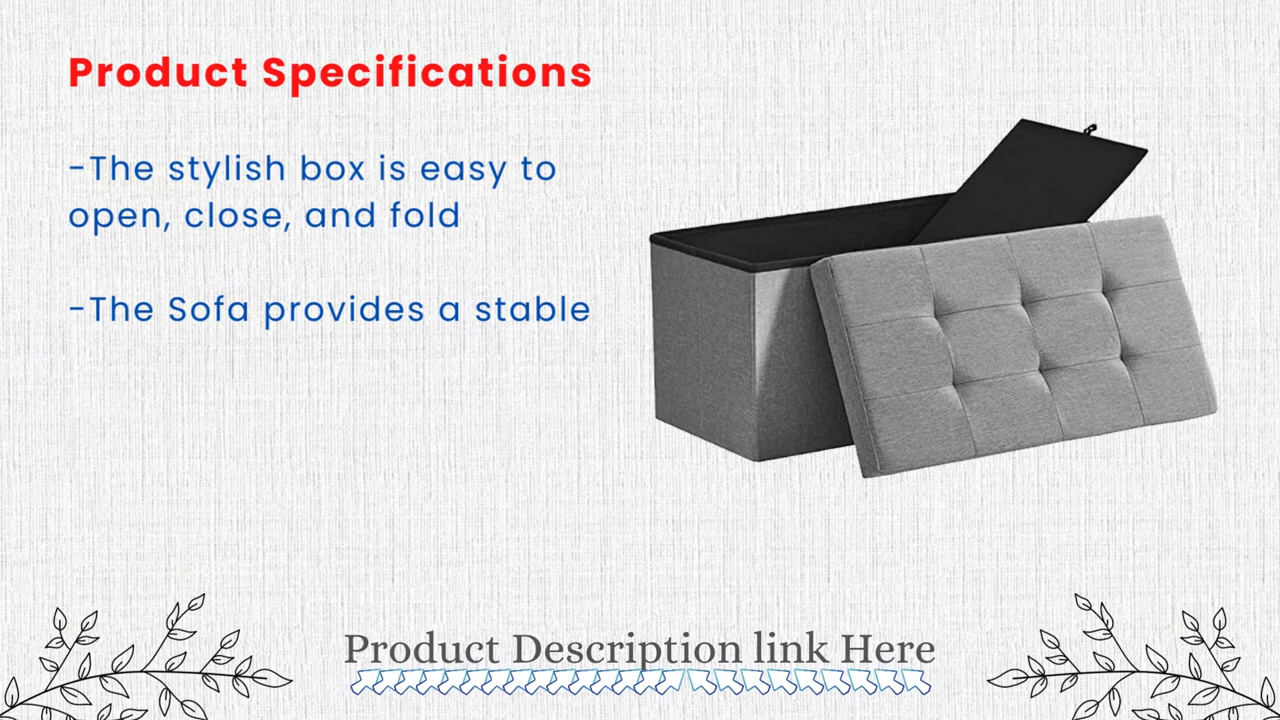 Product Specifications
-The stylish box is easy to
open, close, and fold
-The Sofa provides a stable
Product Description link Here